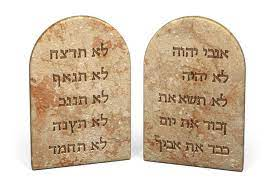 אנכי יהוה
לא יהיה
לא תשא את
זכור את יום
כבד את אביך
לא תרצח
לא תנאף
לא תגנב
לא תענה
לא תחמד